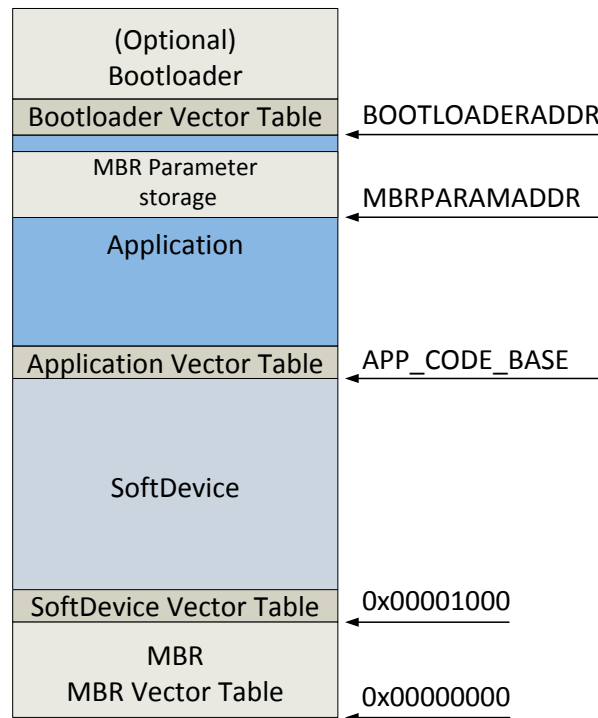 (Optional)
Bootloader
Bootloader Vector Table
BOOTLOADERADDR
MBR Parameter
storage
MBRPARAMADDR
Application
Application Vector Table
APP_CODE_BASE
SoftDevice
SoftDevice Vector Table
0x00001000
MBR
MBR Vector Table
0x00000000